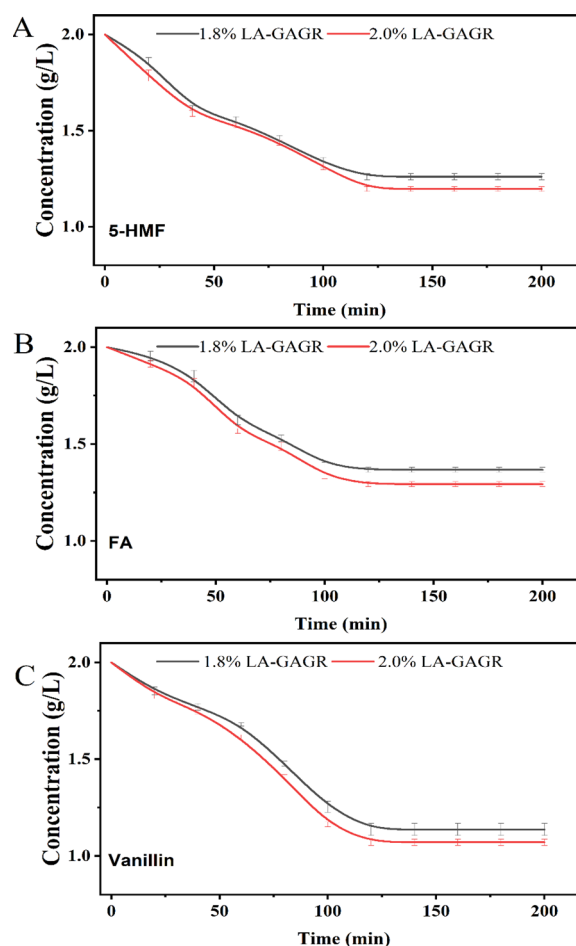 A
1.8% LA-GAGR 2.0% LA-GAGR
Concentration (g/L)
2.0
1.5
1.0
5-HMF
0 50 100 150 200
Time (min)
B
1.8% LA-GAGR 2.0% LA-GAGR
Concentration (g/L)
2.0
1.5
1.0
FA
0 50 100 150 200
Time (min)
C
1.8% LA-GAGR 2.0% LA-GAGR
Concentration (g/L)
2.0
1.5
1.0
Vanillin
0 50 100 150 200
Time (min)